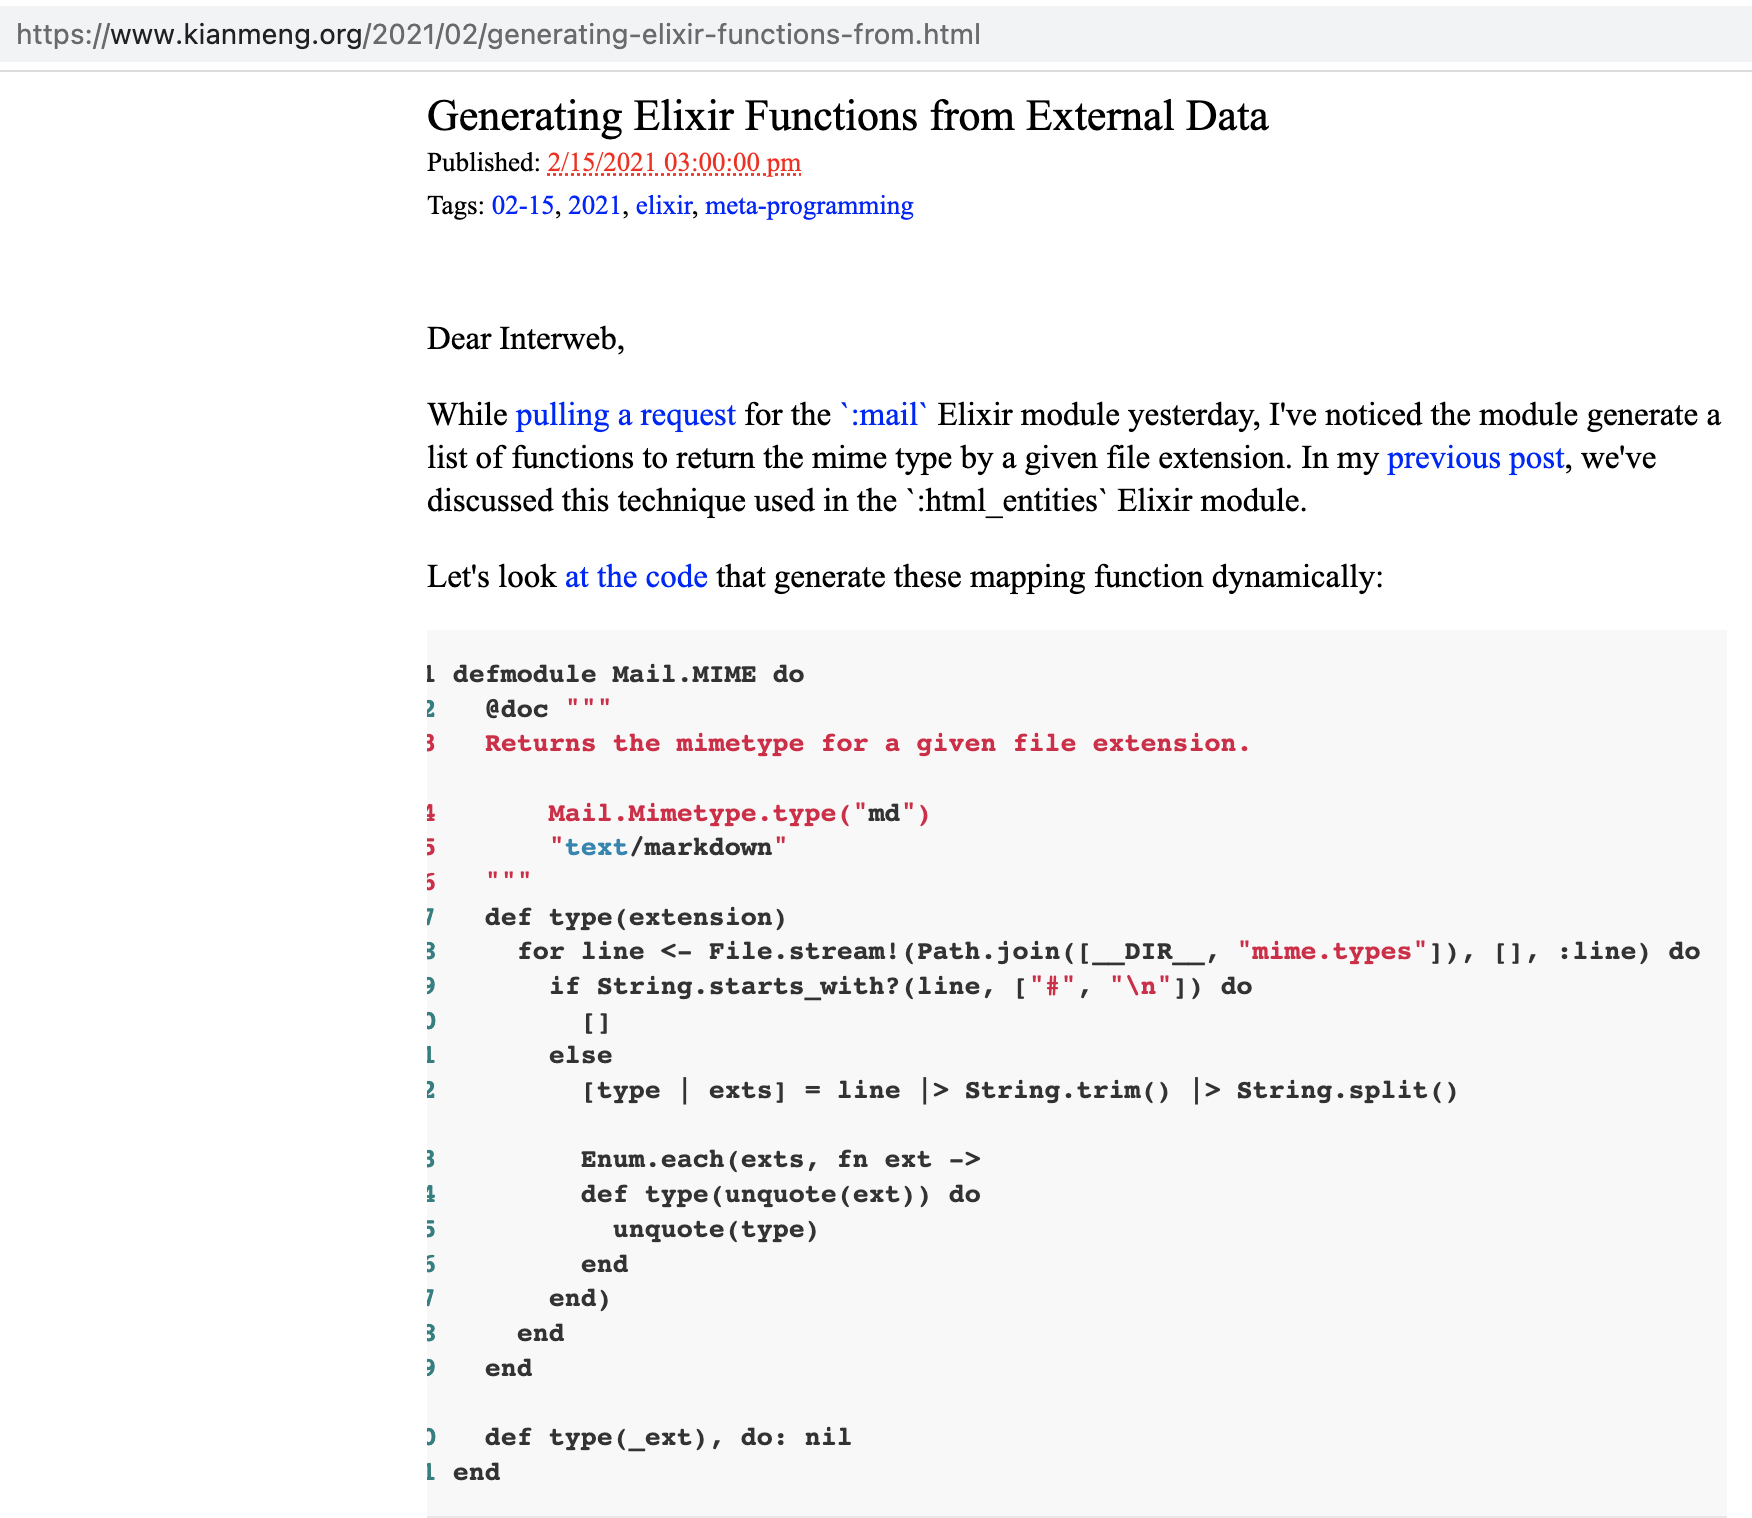 https://www.kianmeng.org/2021/02/generating-elixir-functions-from.html
Generating Elixir Functions from External Data
Published: 2/15/2021 03:00:00 pm
Tags: 02-15, 2021, elixir, meta-programming
Dear Interweb,
While pulling a request for the `:mail` Elixir module yesterday, I've noticed the module generate a
list of functions to return the mime type by a given file extension. In my previous post, we've
discussed this technique used in the `:html_entities` Elixir module.
Let's look at the code that generate these mapping function dynamically:
1 defmodule Mail.MIME do
2   @doc """
3   Returns the mimetype for a given file extension.
4       Mail.Mimetype.type("md")
5       "text/markdown"
6   """
7   def type(extension)
8     for line <- File.stream!(Path.join([__DIR__, "mime.types"]), [], :line) do
9       if String.starts_with?(line, ["#", "\n"]) do
0         []
1       else
2         [type | exts] = line |> String.trim() |> String.split()
3         Enum.each(exts, fn ext ->
4         def type(unquote(ext)) do
5           unquote(type)
6         end
7       end)
8     end
9   end
0   def type(_ext), do: nil
1 end